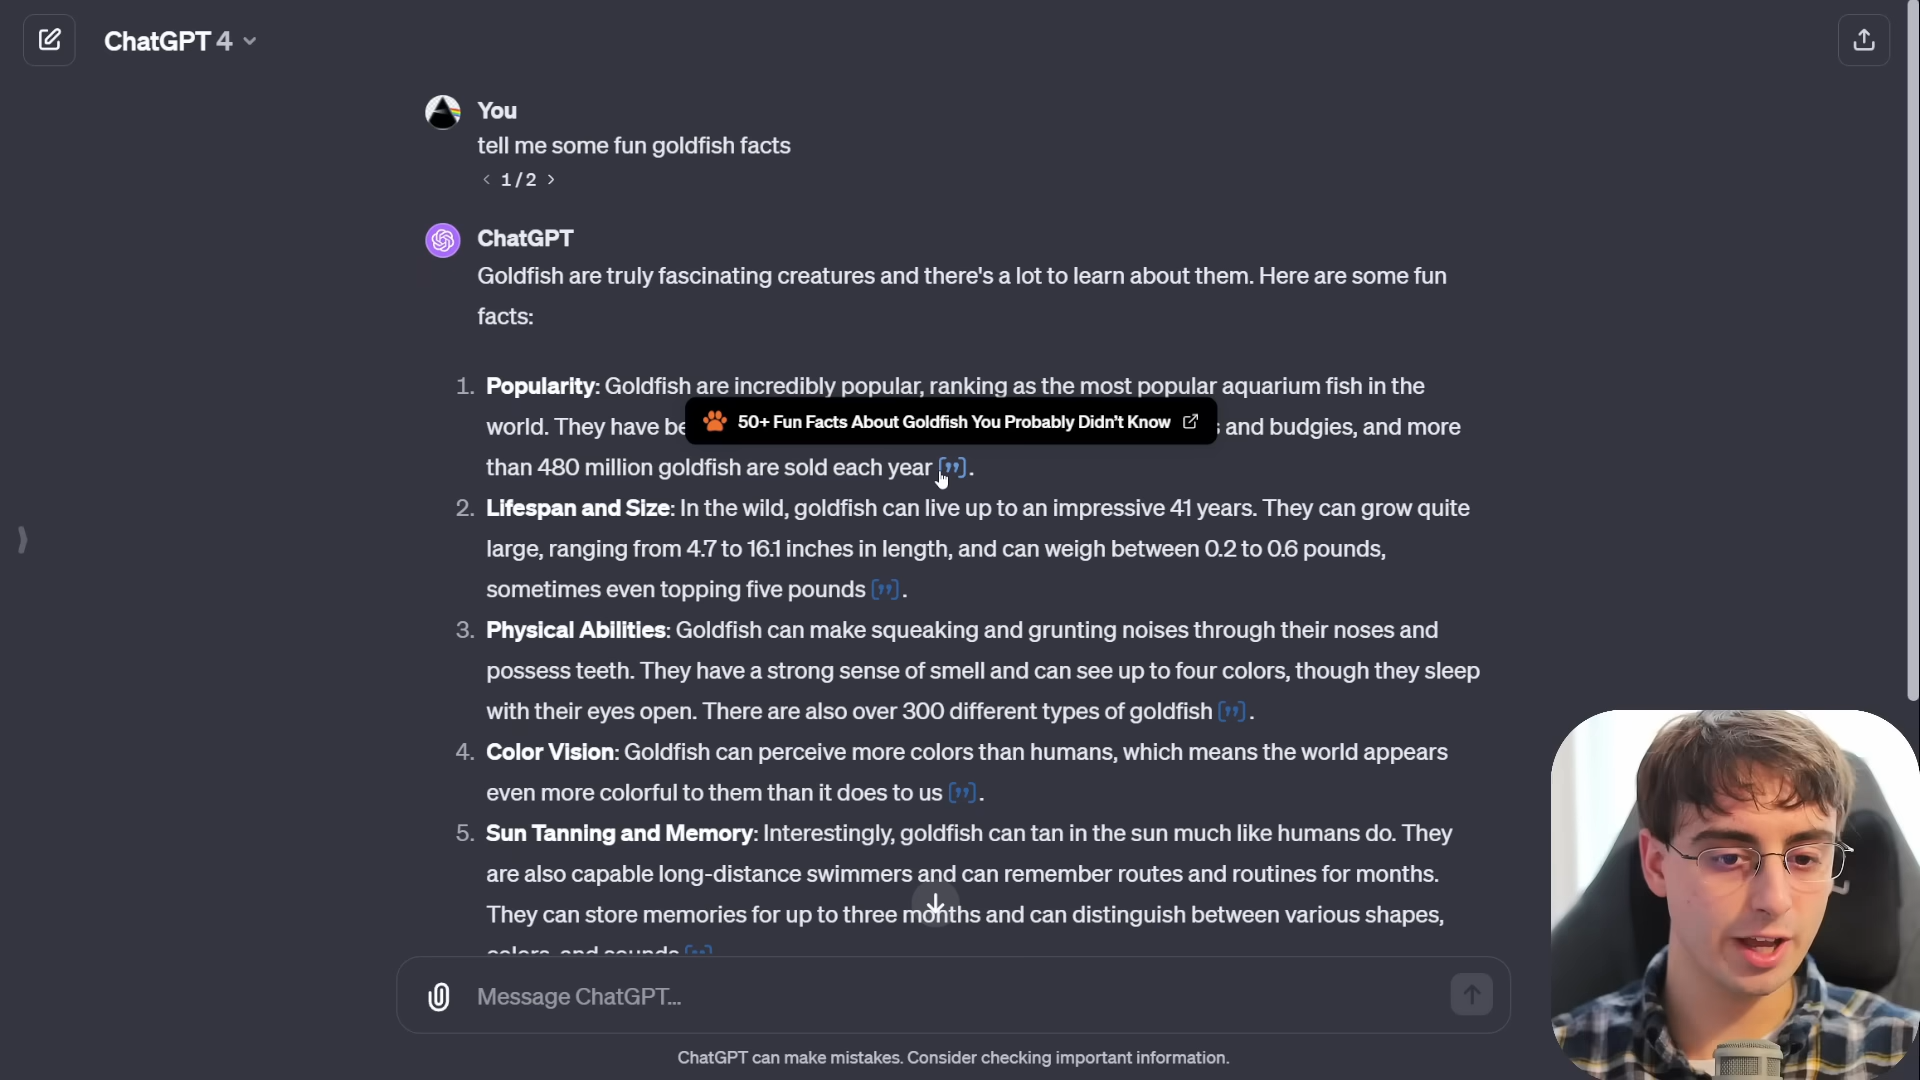 ChatGPT 4
You
tell me some fun goldfish facts
1 / 2
ChatGPT
Goldfish are truly fascinating creatures and there's a lot to learn about them. Here are some fun
facts:
1. Popularity: Goldfish are incredibly popular, ranking as the most popular aquarium fish in the
50+ Fun Facts About Goldfish You Probably Didn't Know
world. They have and budgies, and more
than 480 million goldfish are sold each year ["].
2. Lifespan and Size: In the wild, goldfish can live up to an impressive 41 years. They can grow quite
large, ranging from 4.7 to 16.1 inches in length, and can weigh between 0.2 to 0.6 pounds,
sometimes even topping five pounds ["].
3. Physical Abilities: Goldfish can make squeaking and grunting noises through their noses and
possess teeth. They have a strong sense of smell and can see up to four colors, though they sleep
with their eyes open. There are also over 300 different types of goldfish ["].
4. Color Vision: Goldfish can perceive more colors than humans, which means the world appears
even more colorful to them than it does to us ["].
5. Sun Tanning and Memory: Interestingly, goldfish can tan in the sun much like humans do. They
are also capable long-distance swimmers and can remember routes and routines for months.
They can store memories for up to three months and can distinguish between various shapes,
colors, and sounds ["]
Message ChatGPT...
ChatGPT can make mistakes. Consider checking important information.